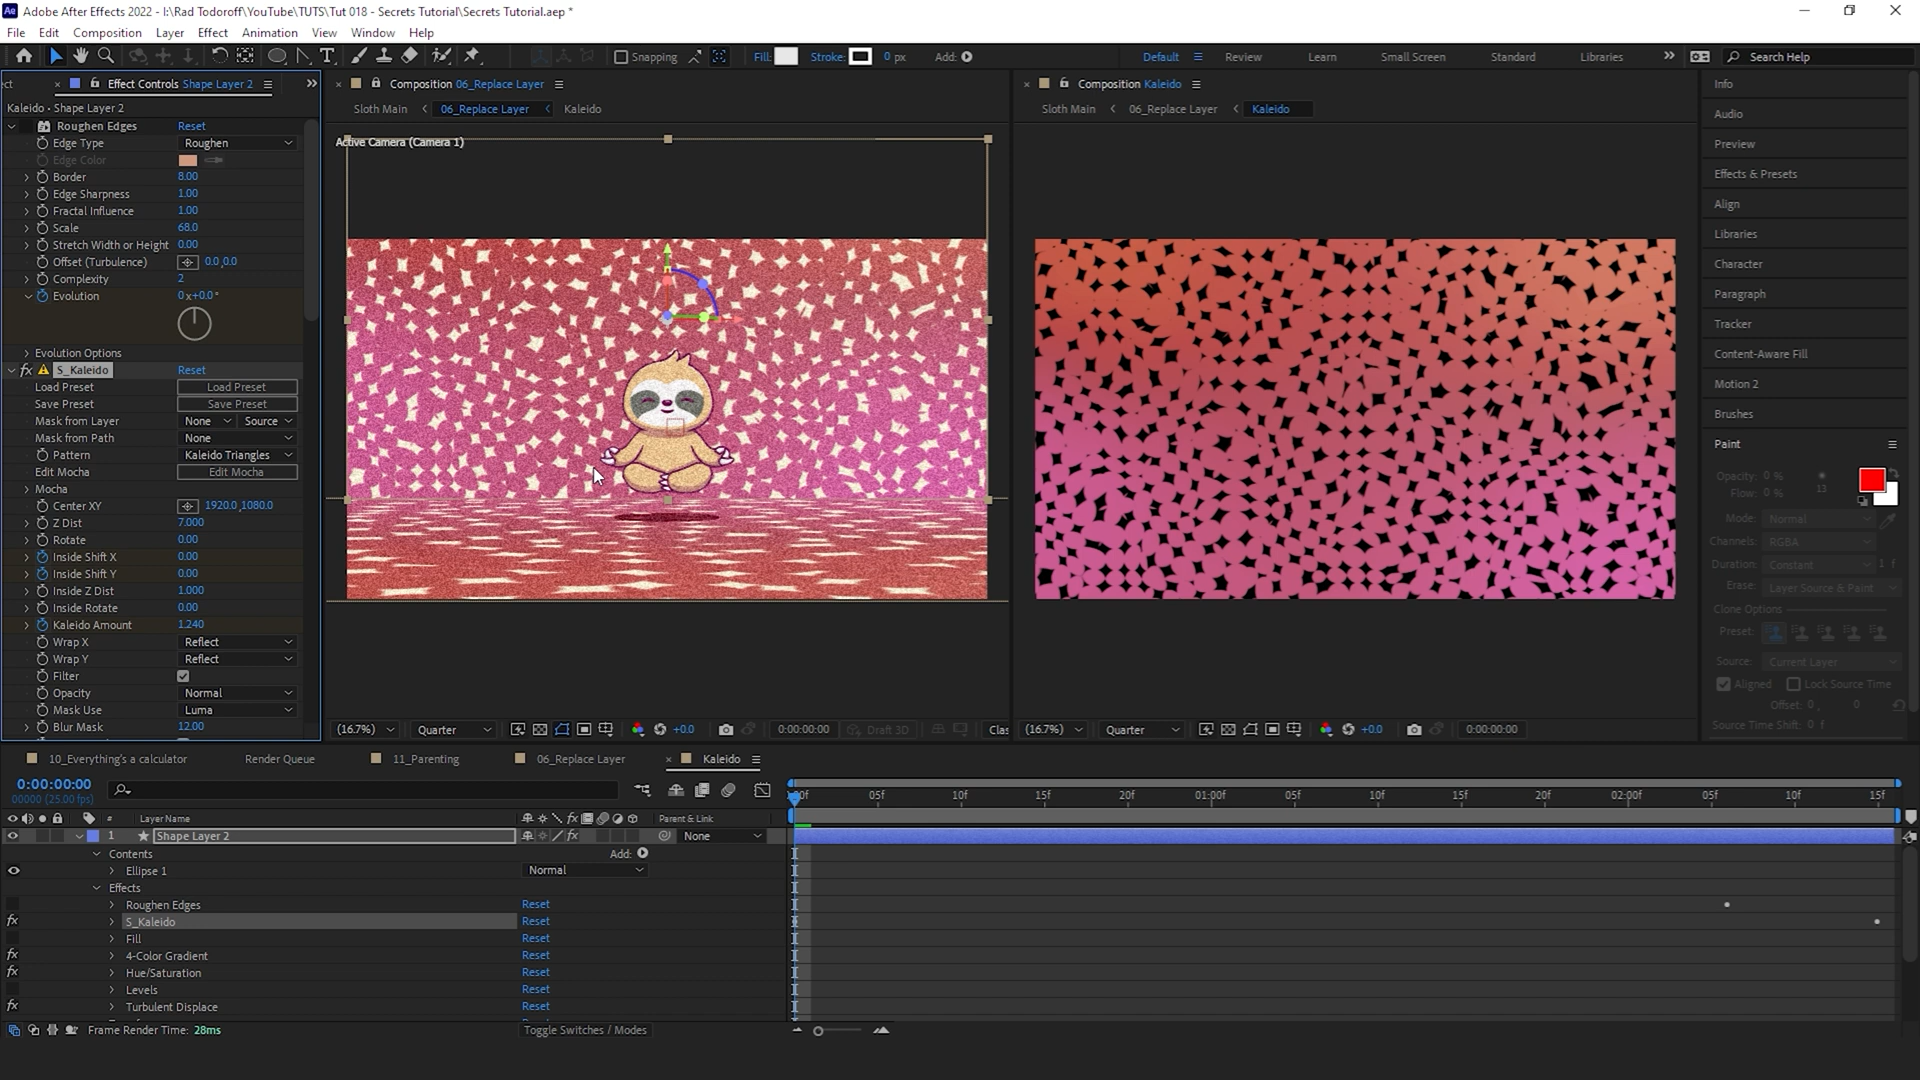 Adobe After Effects 2022 - I:\Rad Todoroff\YouTube\TUTS\Tut 018 - Secrets Tutorial\Secrets Tutorial.aep *
File Edit Composition Layer Effect Animation View Window Help
Snapping Fill: Stroke: 0 px Add: Default Review Learn Small Screen Standard Libraries Search Help
Effect Controls Shape Layer 2
Kaleido • Shape Layer 2
Roughen Edges Reset
Edge Type Roughen
Edge Color
Border 8.00
Edge Sharpness 1.00
Fractal Influence 1.00
Scale 68.0
Stretch Width or Height 0.00
Offset (Turbulence) 0.0,0.0
Complexity 2
Evolution 0x+0.0°
Evolution Options
fx S_Kaleido Reset
Load Preset Load Preset
Save Preset Save Preset
Mask from Layer None Source
Mask from Path None
Pattern Kaleido Triangles
Edit Mocha Edit Mocha
Mocha
Center XY 1920.0,1080.0
Z Dist 7.000
Rotate 0.00
Inside Shift X 0.00
Inside Shift Y 0.00
Inside Z Dist 1.000
Inside Rotate 0.00
Kaleido Amount 1.240
Wrap X Reflect
Wrap Y Reflect
Filter
Opacity Normal
Mask Use Luma
Blur Mask 12.00
Composition 06_Replace Layer
Sloth Main 06_Replace Layer Kaleido
Active Camera (Camera 1)
(16.7%) Quarter +0.0 0:00:00:00 Draft 3D Clas
Composition Kaleido
Sloth Main 06_Replace Layer Kaleido
(16.7%) Quarter +0.0 0:00:00:00
Info
Audio
Preview
Effects & Presets
Align
Libraries
Character
Paragraph
Tracker
Content-Aware Fill
Motion 2
Brushes
Paint
Opacity: 0 %
Flow: 0 % 13
Mode: Normal
Channels: RGBA
Duration: Constant 1 f
Erase: Layer Source & Paint
Clone Options
Preset:
Source: Current Layer
Aligned Lock Source Time
Offset: 0, 0
Source Time Shift: 0 f
10_Everything's a calculator Render Queue 11_Parenting 06_Replace Layer Kaleido
0:00:00:00
00000 (25.00 fps)
05f 10f 15f 20f 01:00f 05f 10f 15f 20f 02:00f 05f 10f 15f
# Layer Name Parent & Link
1 Shape Layer 2 None
Contents Add:
Ellipse 1 Normal
Effects
Roughen Edges Reset
fx S_Kaleido Reset
Fill Reset
fx 4-Color Gradient Reset
fx Hue/Saturation Reset
Levels Reset
fx Turbulent Displace Reset
Frame Render Time: 28ms Toggle Switches / Modes